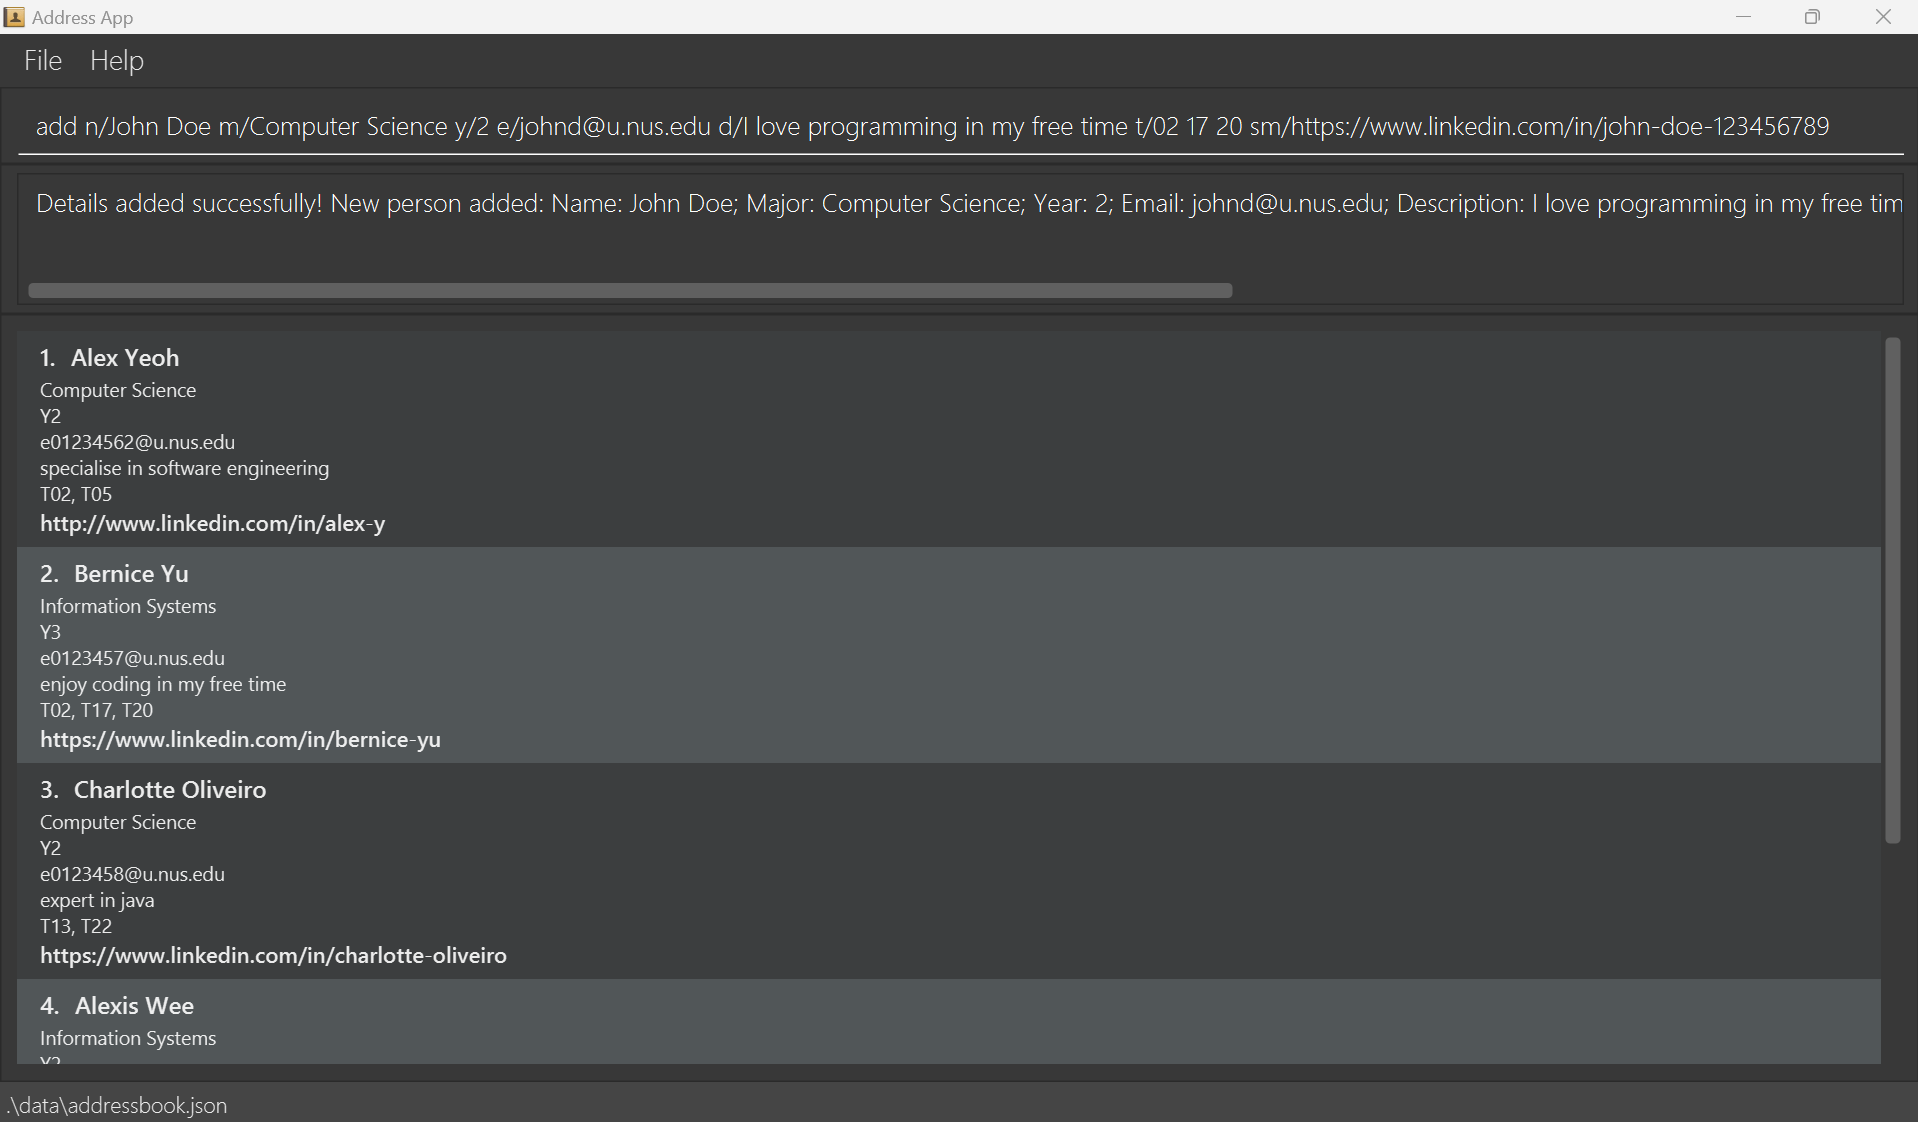 Address App
File Help
add n/John Doe m/Computer Science y/2 e/johnd@u.nus.edu d/I love programming in my free time t/02 17 20 sm/https://www.linkedin.com/in/john-doe-123456789
Details added successfully! New person added: Name: John Doe; Major: Computer Science; Year: 2; Email: johnd@u.nus.edu; Description: I love programming in my free tim
1. Alex Yeoh
Computer Science
Y2
e01234562@u.nus.edu
specialise in software engineering
T02, T05
http://www.linkedin.com/in/alex-y
2. Bernice Yu
Information Systems
Y3
e0123457@u.nus.edu
enjoy coding in my free time
T02, T17, T20
https://www.linkedin.com/in/bernice-yu
3. Charlotte Oliveiro
Computer Science
Y2
e0123458@u.nus.edu
expert in java
T13, T22
https://www.linkedin.com/in/charlotte-oliveiro
4. Alexis Wee
Information Systems
.\data\addressbook.json